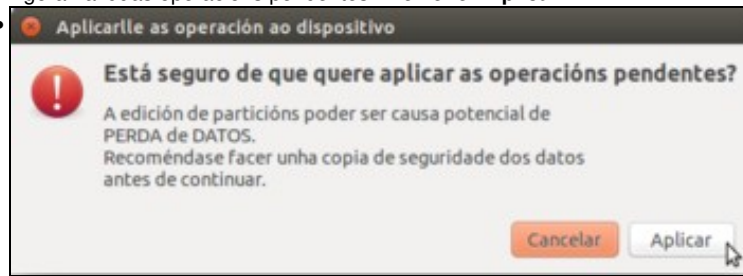 Aplicarlle as operación ao dispositivo
Está seguro de que quere aplicar as operacións pendentes?
A edición de particións poder ser causa potencial de
PERDA de DATOS.
Recoméndase facer unha copia de seguridade dos datos
antes de continuar.
Cancelar Aplicar